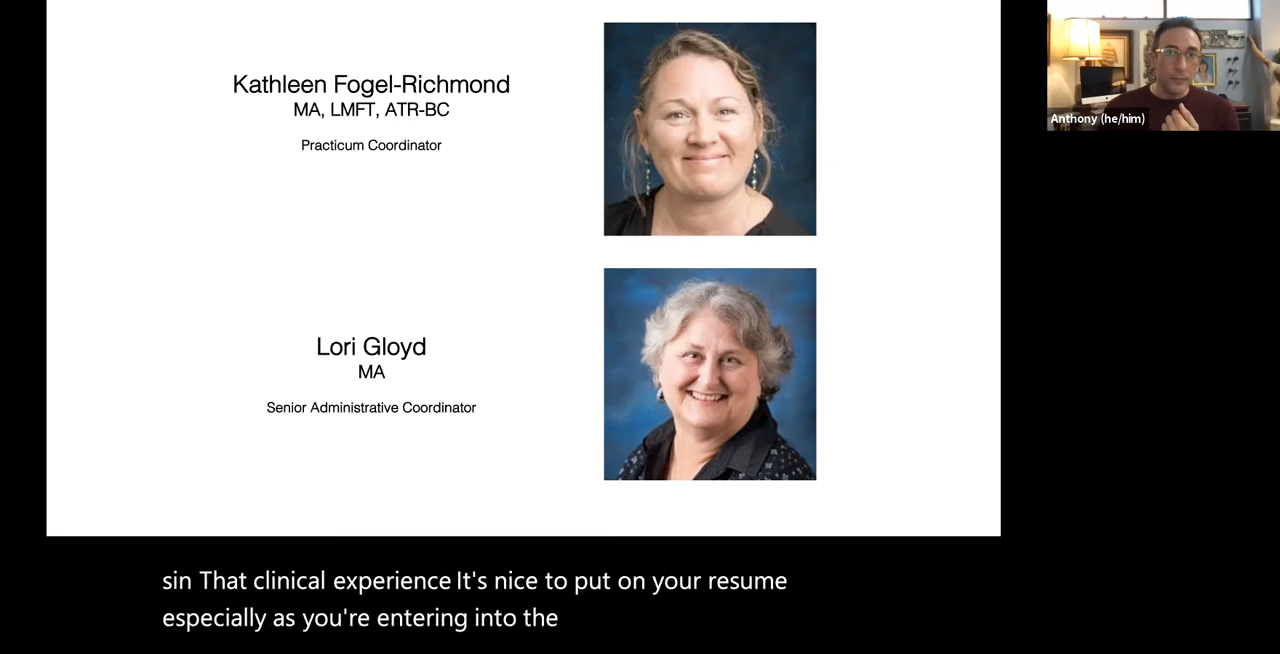 Kathleen Fogel-Richmond
MA, LMFT, ATR-BC
Practicum Coordinator
Anthony (he/him)
Lori Gloyd
MA
Senior Administrative Coordinator
sin That clinical experience It's nice to put on your resume
especially as you're entering into the